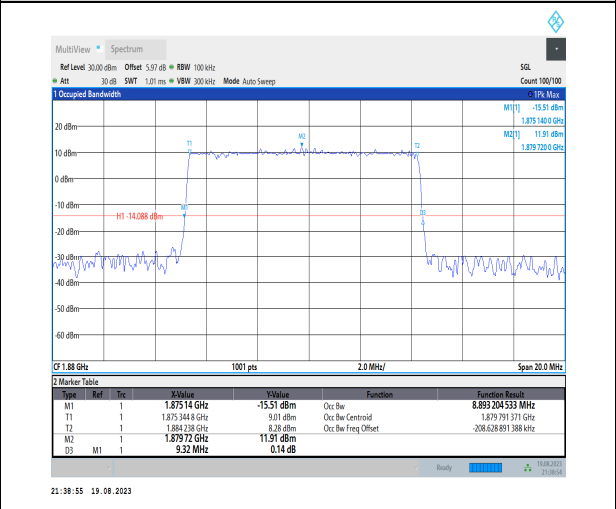 MultiView Spectrum
Ref Level 30.00 dBm Offset 5.97 dB RBW 100 kHz SGL
Att 30 dB SWT 1.01 ms VBW 300 kHz Mode Auto Sweep Count 100/100
1 Occupied Bandwidth 1Pk Max
M1[1] -15.51 dBm
1.875 140 0 GHz
M2[1] 11.91 dBm
1.879 720 0 GHz
20 dBm
M2
T1
T2
10 dBm
0 dBm
-10 dBm
M1
D3
H1 -14.088 dBm
-20 dBm
-30 dBm
-40 dBm
-50 dBm
-60 dBm
CF 1.88 GHz 1001 pts 2.0 MHz/ Span 20.0 MHz
2 Marker Table
Type Ref Trc X-Value Y-Value Function Function Result
M1 1 1.875 14 GHz -15.51 dBm Occ Bw 8.893 204 533 MHz
T1 1 1.875 344 8 GHz 9.01 dBm Occ Bw Centroid 1.879 791 371 GHz
T2 1 1.884 238 GHz 8.28 dBm Occ Bw Freq Offset -208.628 891 388 kHz
M2 1 1.879 72 GHz 11.91 dBm
D3 M1 1 9.32 MHz 0.14 dB
Ready 19.08.2023
21:38:54
21:38:55 19.08.2023